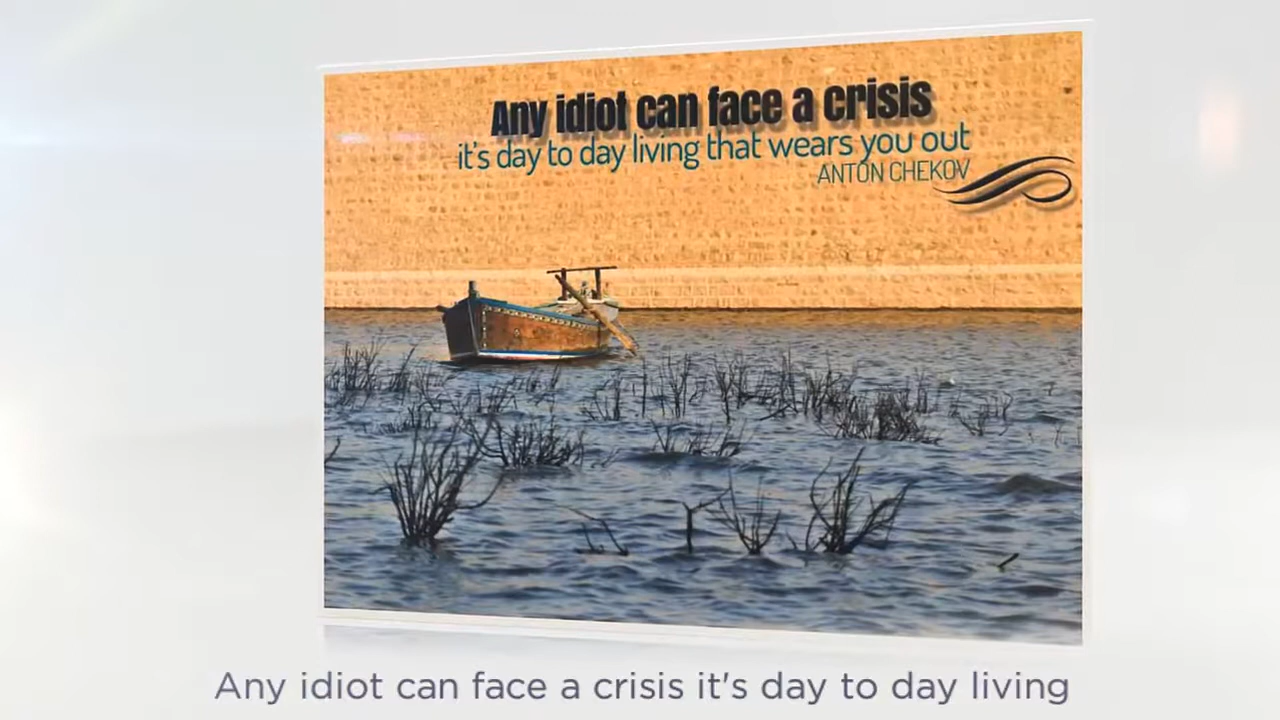 Any idiot can face a crisis
it's day to day living that wears you out
ANTON CHEKOV
Any idiot can face a crisis it's day to day living